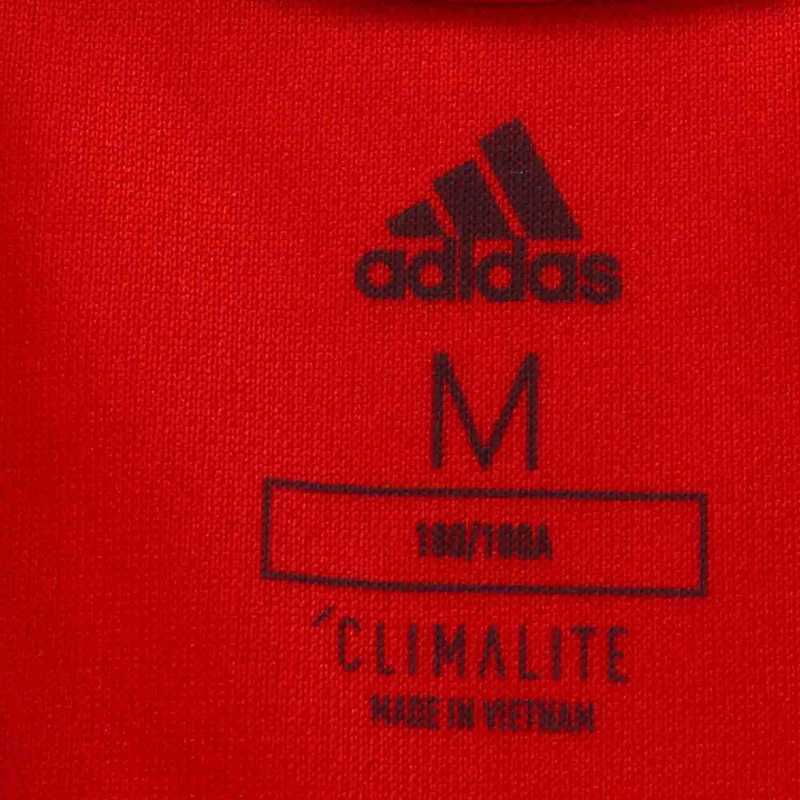 adidas
M
180/100A
CLIMALITE
MADE IN VIETNAM